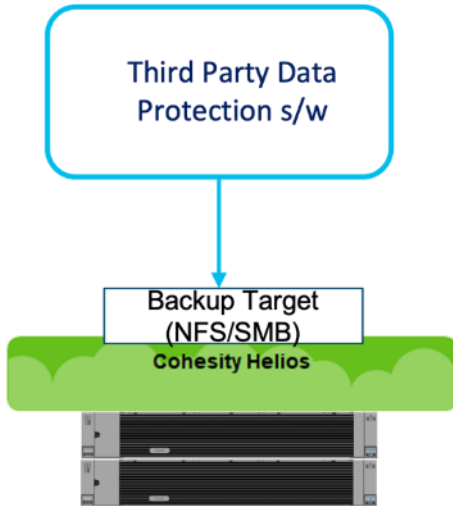 Third Party Data
Protection s/w
Backup Target
(NFS/SMB)
Cohesity Helios